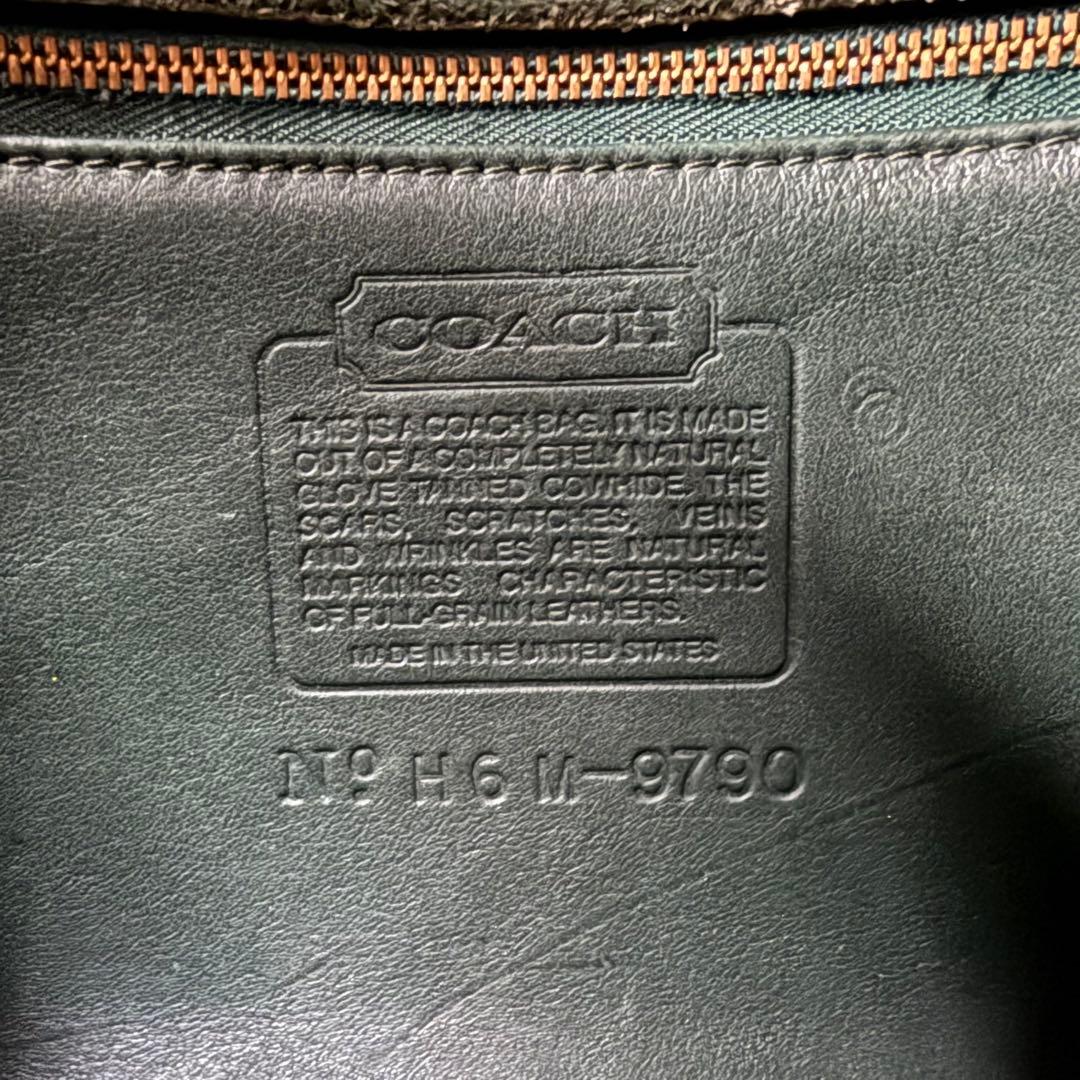 COACH
THIS IS A COACH BAG. IT IS MADE
OUT OF A COMPLETELY NATURAL
GLOVE TANNED COWHIDE. THE
SCARS, SCRATCHES, VEINS
AND WRINKLES ARE NATURAL
MARKINGS CHARACTERISTIC
OF FULL-GRAIN LEATHERS.
MADE IN THE UNITED STATES
Nº H6M-9790